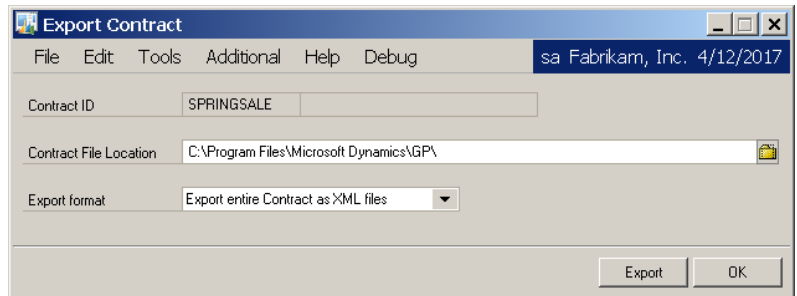 Export Contract
File Edit Tools Additional Help Debug sa Fabrikam, Inc. 4/12/2017
Contract ID SPRINGSALE
Contract File Location C:\Program Files\Microsoft Dynamics\GP\
Export format Export entire Contract as XML files
Export OK